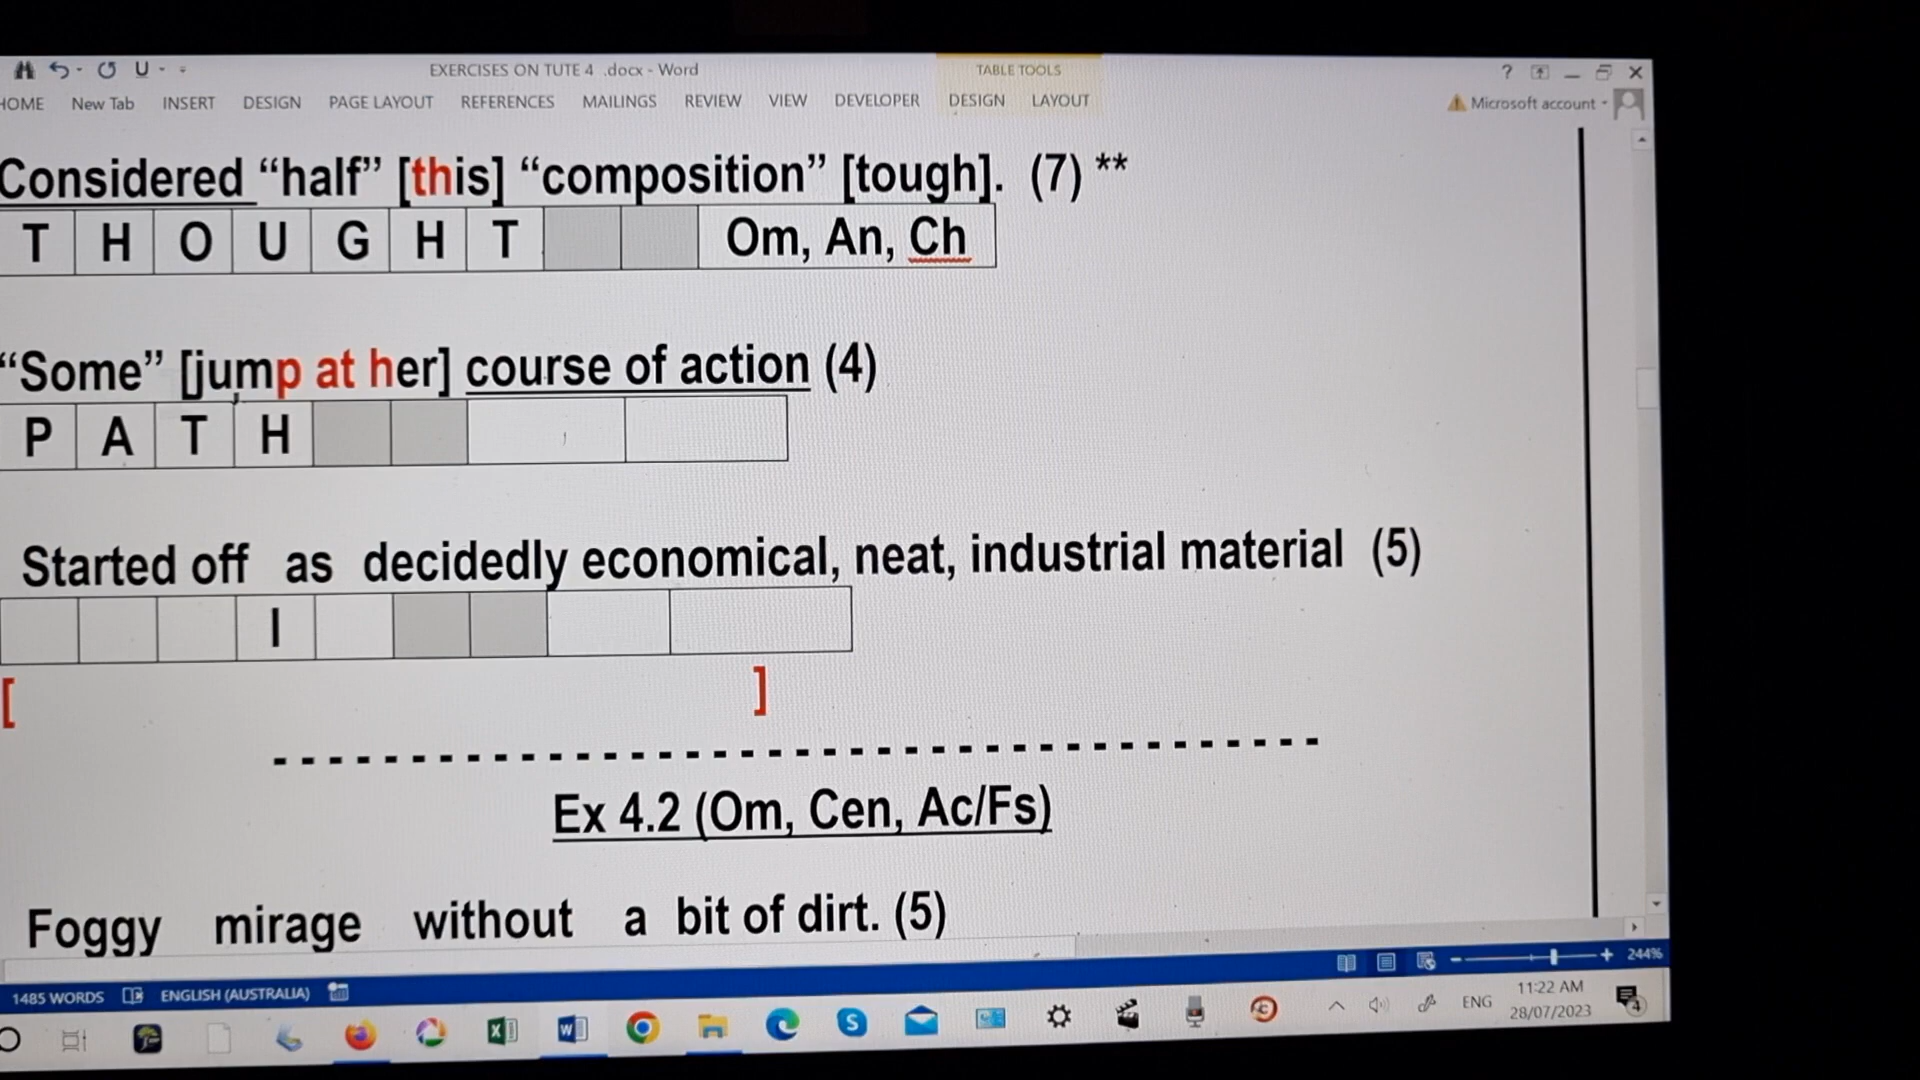 EXERCISES ON TUTE 4 .docx - Word
TABLE TOOLS
HOME New Tab INSERT DESIGN PAGE LAYOUT REFERENCES MAILINGS REVIEW VIEW DEVELOPER DESIGN LAYOUT
Microsoft account
Considered “half” [this] “composition” [tough]. (7) **
T H O U G H T Om, An, Ch
“Some” [jump at her] course of action (4)
P A T H
Started off as decidedly economical, neat, industrial material (5)
I
[ ]
Ex 4.2 (Om, Cen, Ac/Fs)
Foggy mirage without a bit of dirt. (5)
244%
1485 WORDS ENGLISH (AUSTRALIA)
11:22 AM
ENG
28/07/2023
4